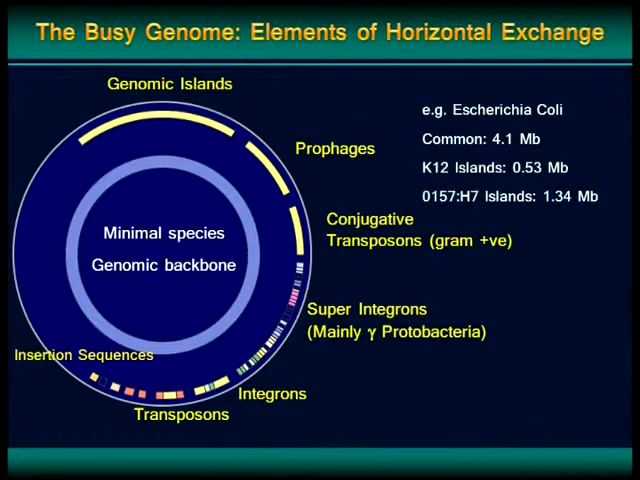 The Busy Genome: Elements of Horizontal Exchange
Genomic Islands
e.g. Escherichia Coli
Common: 4.1 Mb
K12 Islands: 0.53 Mb
0157:H7 Islands: 1.34 Mb
Prophages
Conjugative
Transposons (gram +ve)
Minimal species
Genomic backbone
Super Integrons
(Mainly γ Protobacteria)
Insertion Sequences
Integrons
Transposons